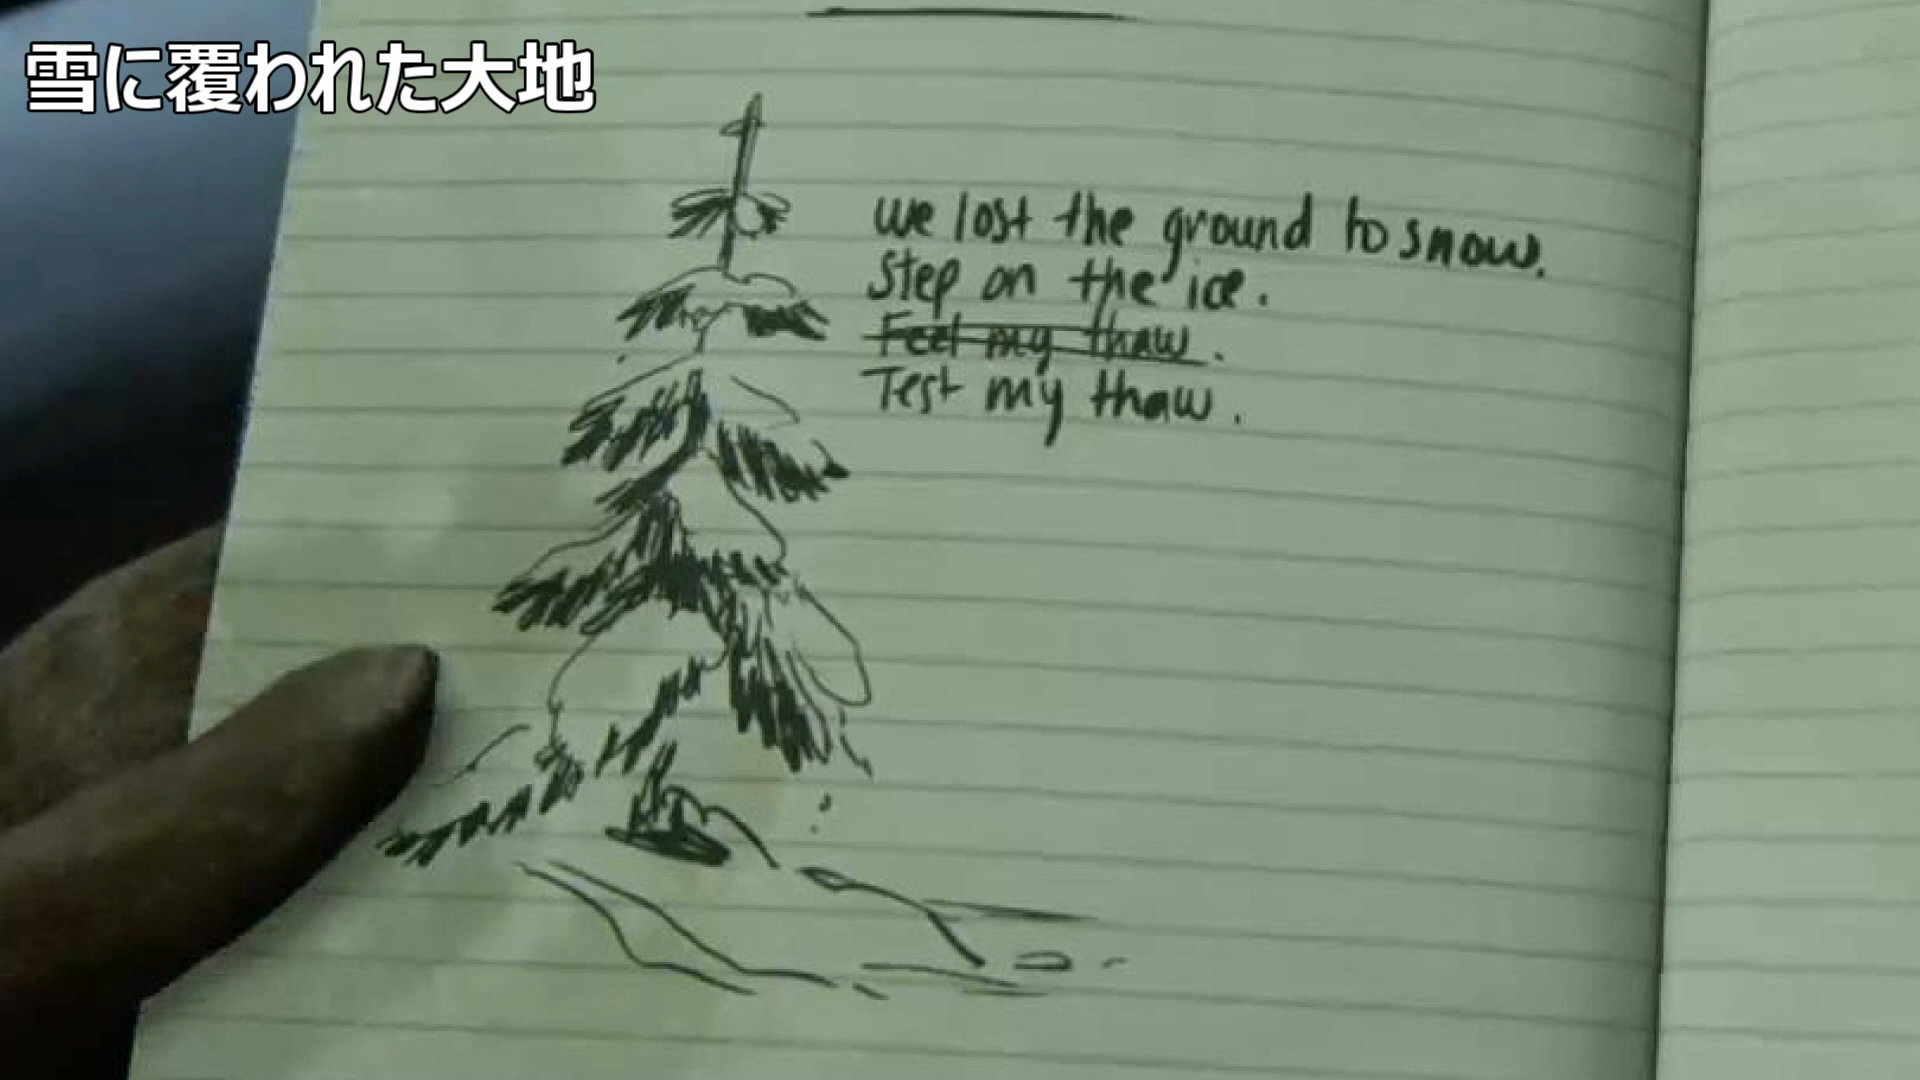 雪に覆われた大地
we lost the ground to snow.
Step on the ice.
Feel my thaw.
Test my thaw.